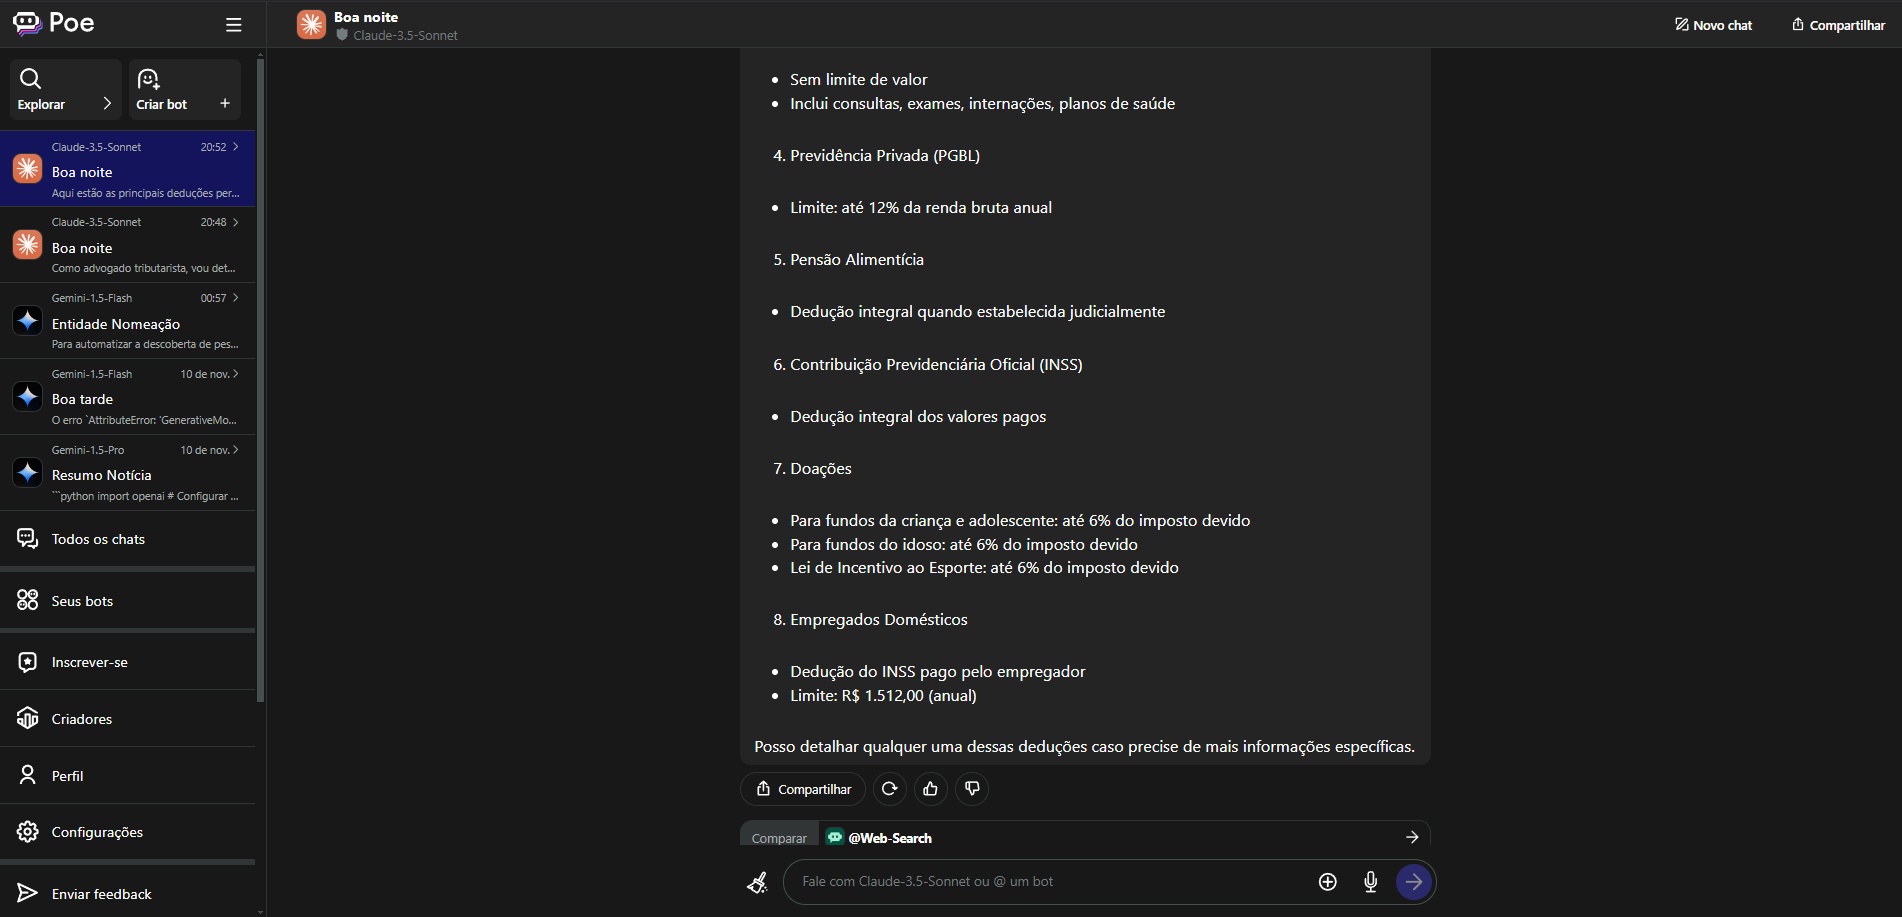 Poe
Explorar
Criar bot
Claude-3.5-Sonnet 20:52
Boa noite
Aqui estão as principais deduções per...
Claude-3.5-Sonnet 20:48
Boa noite
Como advogado tributarista, vou det...
Gemini-1.5-Flash 00:57
Entidade Nomeação
Para automatizar a descoberta de pes...
Gemini-1.5-Flash 10 de nov.
Boa tarde
O erro `AttributeError: 'GenerativeMo...
Gemini-1.5-Pro 10 de nov.
Resumo Notícia
```python import openai # Configurar ...
Todos os chats
Seus bots
Inscrever-se
Criadores
Perfil
Configurações
Enviar feedback
Boa noite
Claude-3.5-Sonnet
Novo chat
Compartilhar
• Sem limite de valor
• Inclui consultas, exames, internações, planos de saúde
4. Previdência Privada (PGBL)
• Limite: até 12% da renda bruta anual
5. Pensão Alimentícia
• Dedução integral quando estabelecida judicialmente
6. Contribuição Previdenciária Oficial (INSS)
• Dedução integral dos valores pagos
7. Doações
• Para fundos da criança e adolescente: até 6% do imposto devido
• Para fundos do idoso: até 6% do imposto devido
• Lei de Incentivo ao Esporte: até 6% do imposto devido
8. Empregados Domésticos
• Dedução do INSS pago pelo empregador
• Limite: R$ 1.512,00 (anual)
Posso detalhar qualquer uma dessas deduções caso precise de mais informações específicas.
Compartilhar
Comparar @Web-Search
Fale com Claude-3.5-Sonnet ou @ um bot